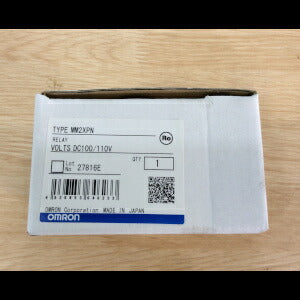 TYPE MM2XPN
RELAY
VOLTS DC100/110V
Lot No 27816E
QTY 1
OMRON Corporation MADE IN JAPAN
OMRON